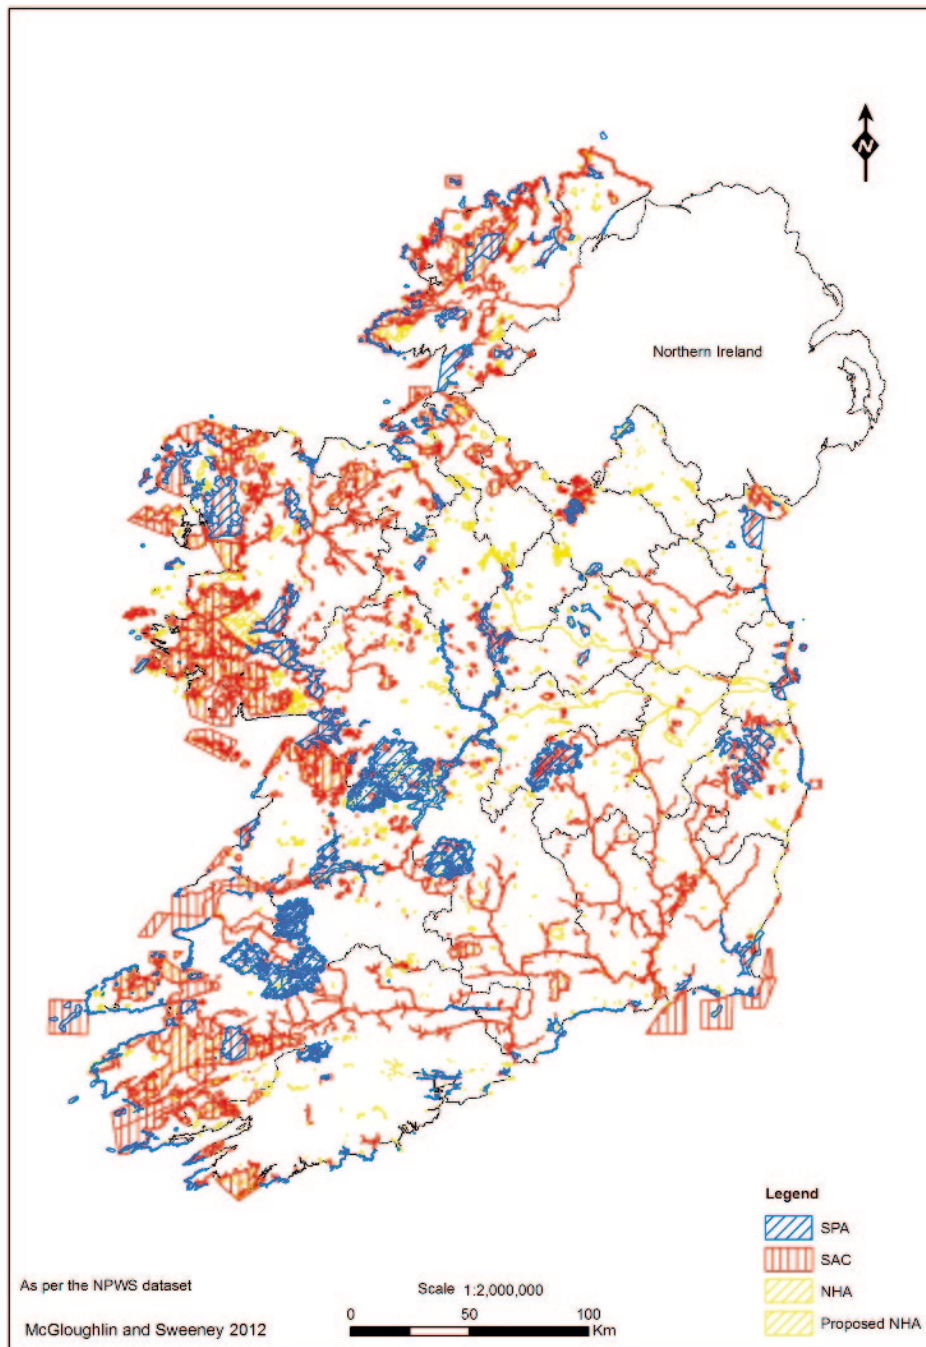 N
Northern Ireland
Legend
SPA
SAC
NHA
Proposed NHA
As per the NPWS dataset
Scale 1:2,000,000
0 50 100
Km
McGloughlin and Sweeney 2012